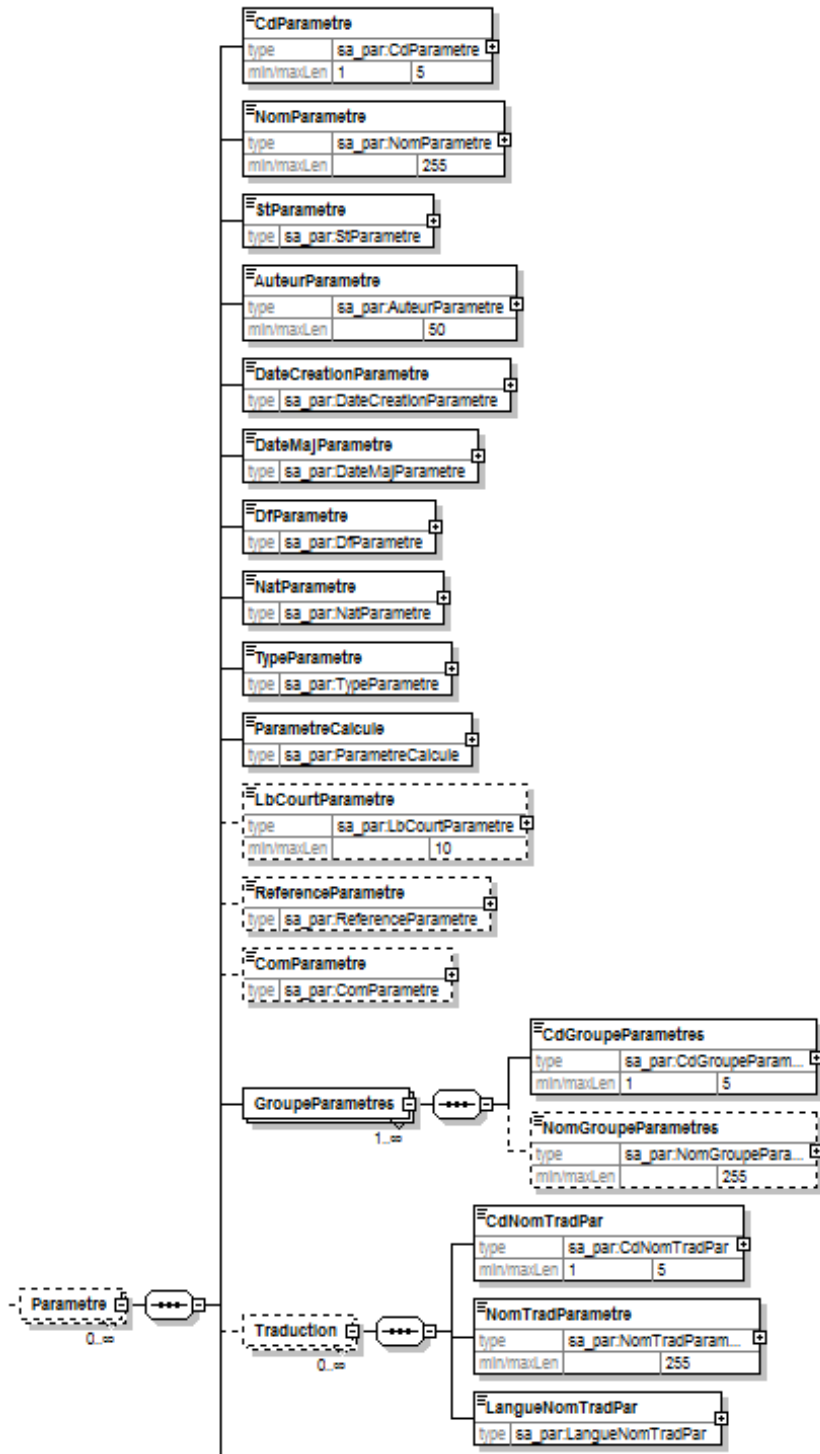 CdParametre
type sa_par:CdParametre
min/maxLen 1 5
NomParametre
type sa_par:NomParametre
min/maxLen 255
StParametre
type sa_par:StParametre
AuteurParametre
type sa_par:AuteurParametre
min/maxLen 50
DateCreationParametre
type sa_par:DateCreationParametre
DateMajParametre
type sa_par:DateMajParametre
DfParametre
type sa_par:DfParametre
NatParametre
type sa_par:NatParametre
TypeParametre
type sa_par:TypeParametre
ParametreCalcule
type sa_par:ParametreCalcule
LbCourtParametre
type sa_par:LbCourtParametre
min/maxLen 10
ReferenceParametre
type sa_par:ReferenceParametre
ComParametre
type sa_par:ComParametre
GroupeParametres
1..∞
CdGroupeParametres
type sa_par:CdGroupeParam...
min/maxLen 1 5
NomGroupeParametres
type sa_par:NomGroupePara...
min/maxLen 255
Parametre
0..∞
Traduction
0..∞
CdNomTradPar
type sa_par:CdNomTradPar
min/maxLen 1 5
NomTradParametre
type sa_par:NomTradParam...
min/maxLen 255
LangueNomTradPar
type sa_par:LangueNomTradPar